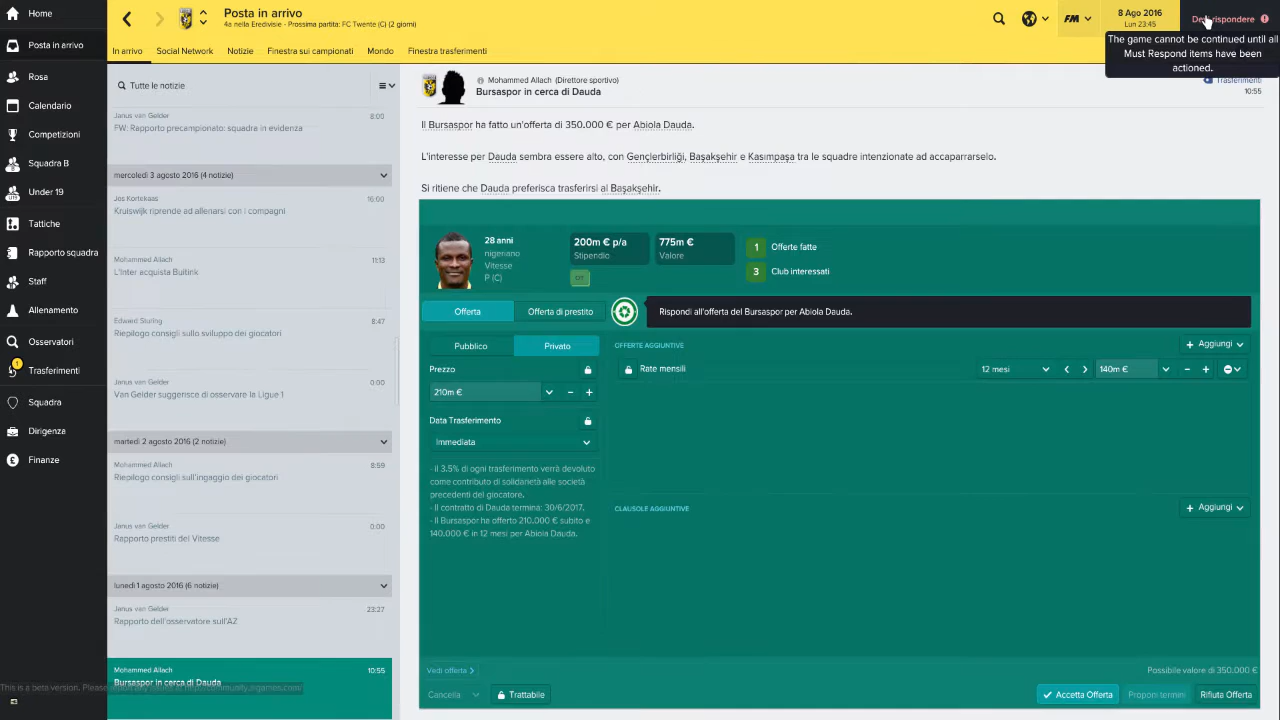 Home
Posta in arrivo
Rosa
Calendario
Competizioni
Squadra B
Under 19
Tattiche
Rapporto squadra
Staff
Allenamento
Osservatori
Trasferimenti
Squadra
Dirigenza
Finanze
Posta in arrivo
4a nella Eredivisie - Prossima partita: FC Twente (C) (2 giorni)
FM
8 Ago 2016
Lun 23:45
rispondere
The game cannot be continued until all
Must Respond items have been
actioned.
In arrivo
Social Network
Notizie
Finestra sui campionati
Mondo
Finestra trasferimenti
Tutte le notizie
Janus van Gelder 8:00
FW: Rapporto precampionato: squadra in evidenza
mercoledì 3 agosto 2016 (4 notizie)
Jos Kortekaas 16:00
Kruiswijk riprende ad allenarsi con i compagni
Mohammed Allach 11:13
L'Inter acquista Buitink
Edward Sturing 8:47
Riepilogo consigli sullo sviluppo dei giocatori
Janus van Gelder 0:00
Van Gelder suggerisce di osservare la Ligue 1
martedì 2 agosto 2016 (2 notizie)
Mohammed Allach 8:59
Riepilogo consigli sull'ingaggio dei giocatori
Janus van Gelder 0:00
Rapporto prestiti del Vitesse
lunedì 1 agosto 2016 (6 notizie)
Janus van Gelder 23:27
Rapporto dell'osservatore sull'AZ
Mohammed Allach 10:55
Bursaspor in cerca di Dauda
This is a beta version. Please
Mohammed Allach (Direttore sportivo)
Bursaspor in cerca di Dauda
Trasferimenti
10:55
Il Bursaspor ha fatto un'offerta di 350.000 € per Abiola Dauda.
L'interesse per Dauda sembra essere alto, con Gençlerbirliği, Başakşehir e Kasımpaşa tra le squadre intenzionate ad accaparrarselo.
Si ritiene che Dauda preferisca trasferirsi al Başakşehir.
28 anni
nigeriano
Vitesse
P (C)
200m € p/a
Stipendio
775m €
Valore
1 Offerte fatte
3 Club interessati
Offerta
Offerta di prestito
Rispondi all'offerta del Bursaspor per Abiola Dauda.
Pubblico
Privato
Prezzo
210m €
Data Trasferimento
Immediata
- il 3.5% di ogni trasferimento verrà devoluto
come contributo di solidarietà alle società
precedenti del giocatore.
- Il contratto di Dauda termina: 30/6/2017.
- Il Bursaspor ha offerto 210.000 € subito e
140.000 € in 12 mesi per Abiola Dauda.
OFFERTE AGGIUNTIVE
Aggiungi
Rate mensili
12 mesi
140m €
CLAUSOLE AGGIUNTIVE
Aggiungi
Vedi offerta
Possibile valore di 350.000 €
Cancella
Trattabile
Accetta Offerta
Proponi termini
Rifiuta Offerta